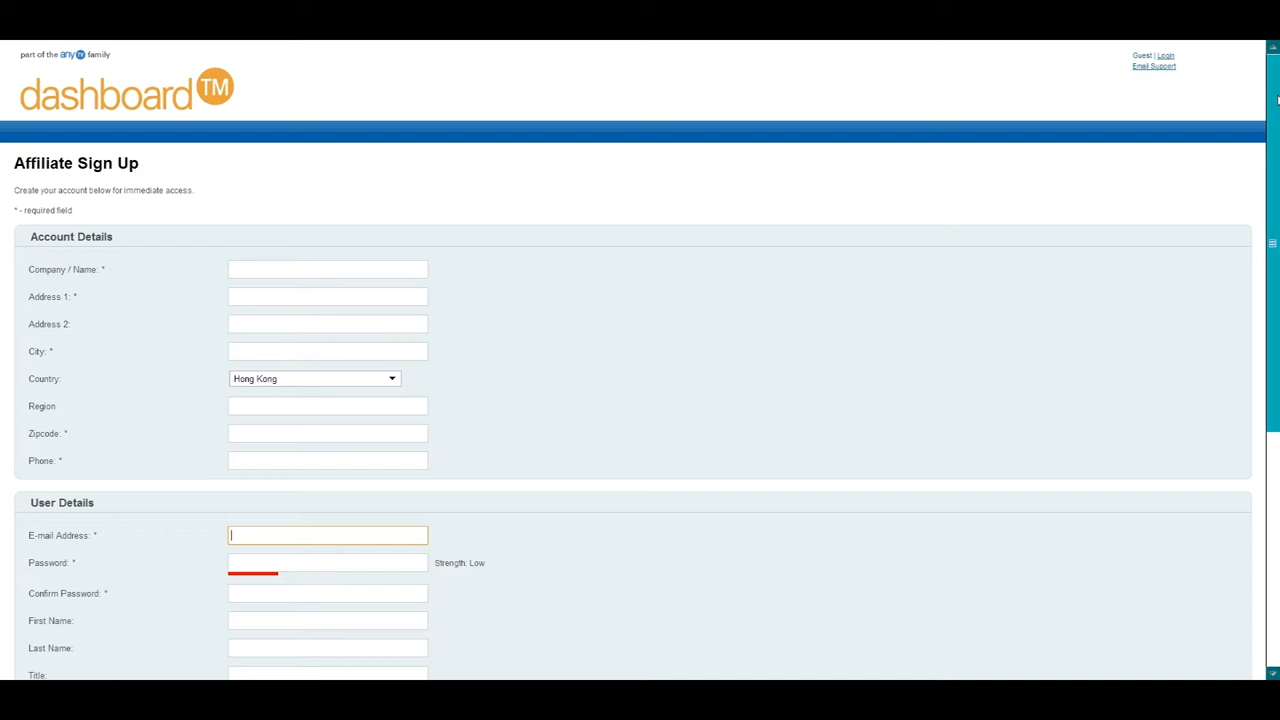 part of the anyTV family
Guest | Login
Email Support
dashboard TM
Affiliate Sign Up
Create your account below for immediate access.
* - required field
Account Details
Company / Name: *
Address 1: *
Address 2:
City: *
Country: Hong Kong
Region
Zipcode: *
Phone: *
User Details
E-mail Address: *
Password: * Strength: Low
Confirm Password: *
First Name:
Last Name:
Title: